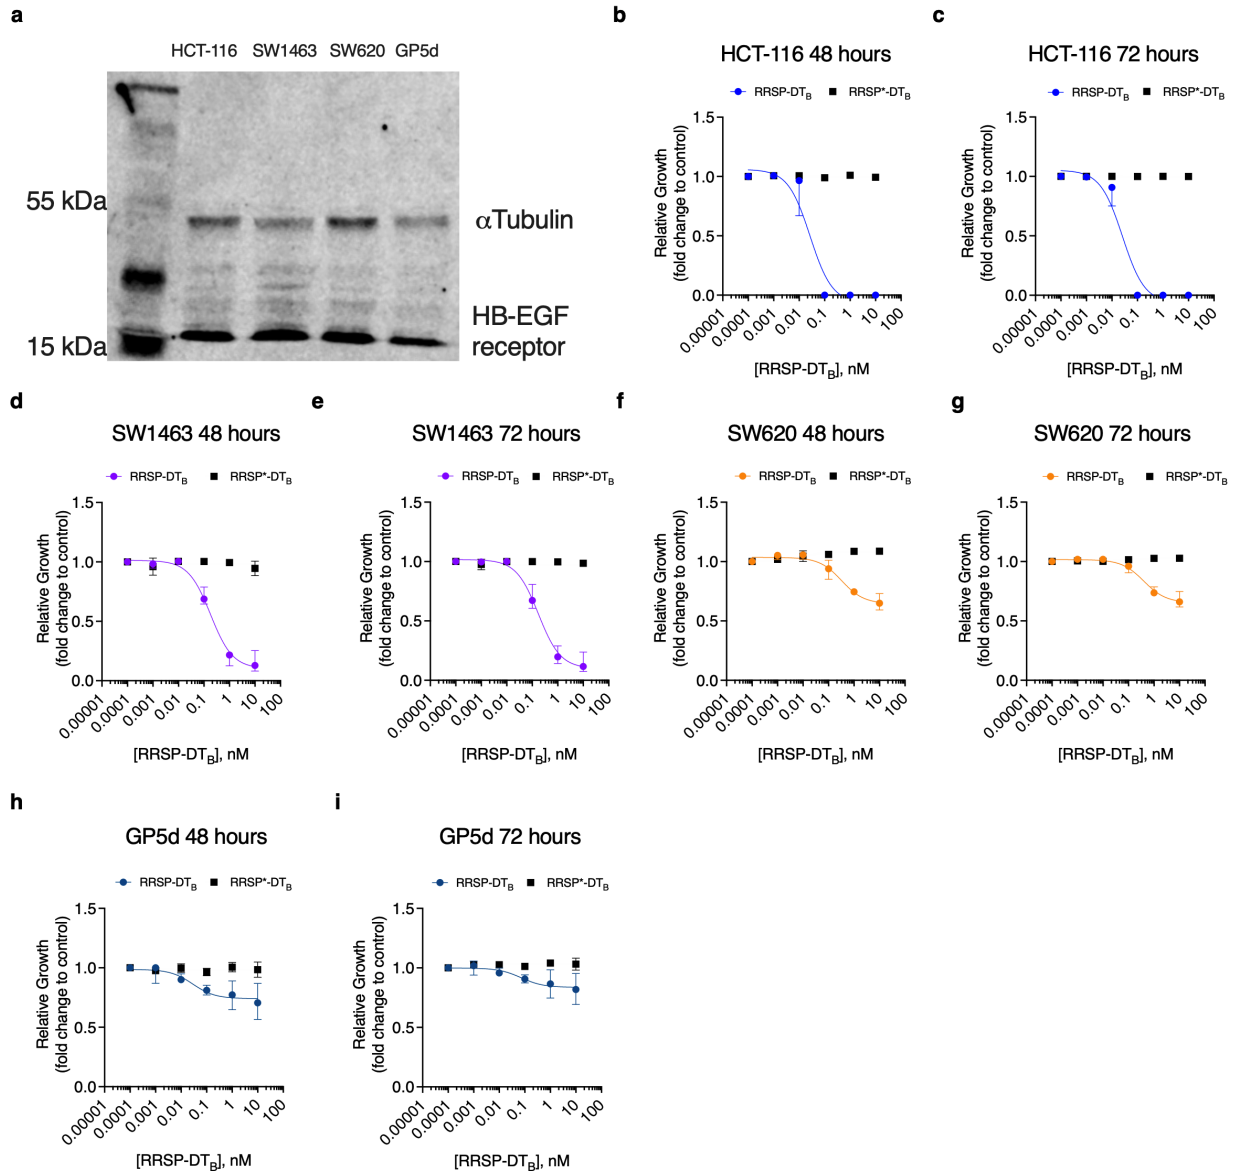 a
HCT-116 SW1463 SW620 GP5d
55 kDa
αTubulin
HB-EGF
receptor
15 kDa
b
HCT-116 48 hours
RRSP-DTB RRSP*-DTB
Relative Growth
(fold change to control)
1.5
1.0
0.5
0.0
0.00001 0.0001 0.001 0.01 0.1 1 10 100
[RRSP-DTB], nM
c
HCT-116 72 hours
RRSP-DTB RRSP*-DTB
Relative Growth
(fold change to control)
1.5
1.0
0.5
0.0
0.00001 0.0001 0.001 0.01 0.1 1 10 100
[RRSP-DTB], nM
d
SW1463 48 hours
RRSP-DTB RRSP*-DTB
Relative Growth
(fold change to control)
1.5
1.0
0.5
0.0
0.00001 0.0001 0.001 0.01 0.1 1 10 100
[RRSP-DTB], nM
e
SW1463 72 hours
RRSP-DTB RRSP*-DTB
Relative Growth
(fold change to control)
1.5
1.0
0.5
0.0
0.00001 0.0001 0.001 0.01 0.1 1 10 100
[RRSP-DTB], nM
f
SW620 48 hours
RRSP-DTB RRSP*-DTB
Relative Growth
(fold change to control)
1.5
1.0
0.5
0.0
0.00001 0.0001 0.001 0.01 0.1 1 10 100
[RRSP-DTB], nM
g
SW620 72 hours
RRSP-DTB RRSP*-DTB
Relative Growth
(fold change to control)
1.5
1.0
0.5
0.0
0.00001 0.0001 0.001 0.01 0.1 1 10 100
[RRSP-DTB], nM
h
GP5d 48 hours
RRSP-DTB RRSP*-DTB
Relative Growth
(fold change to control)
1.5
1.0
0.5
0.0
0.00001 0.0001 0.001 0.01 0.1 1 10 100
[RRSP-DTB], nM
i
GP5d 72 hours
RRSP-DTB RRSP*-DTB
Relative Growth
(fold change to control)
1.5
1.0
0.5
0.0
0.00001 0.0001 0.001 0.01 0.1 1 10 100
[RRSP-DTB], nM